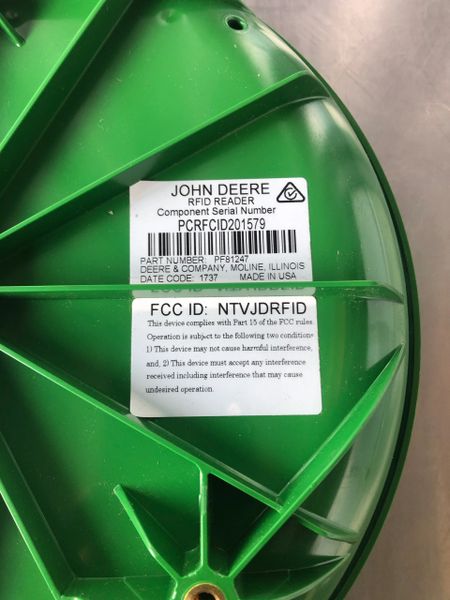 JOHN DEERE
RFID READER
Component Serial Number
PCRFCID201579
PART NUMBER: PF81247
DEERE & COMPANY, MOLINE, ILLINOIS
DATE CODE: 1737 MADE IN USA
FCC ID: NTVJDRFID
This device complies with Part 15 of the FCC rules.
Operation is subject to the following two conditions
1) This device may not cause harmful interference,
and, 2) This device must accept any interference
received including interference that may cause
undesired operation.